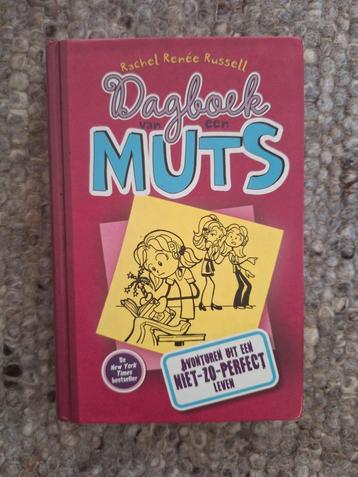 Rachel Renée Russell
Dagboek
van een
MUTS
De
New York
Times
bestseller
AVONTUREN UIT EEN
NIET-ZO-PERFECT
LEVEN